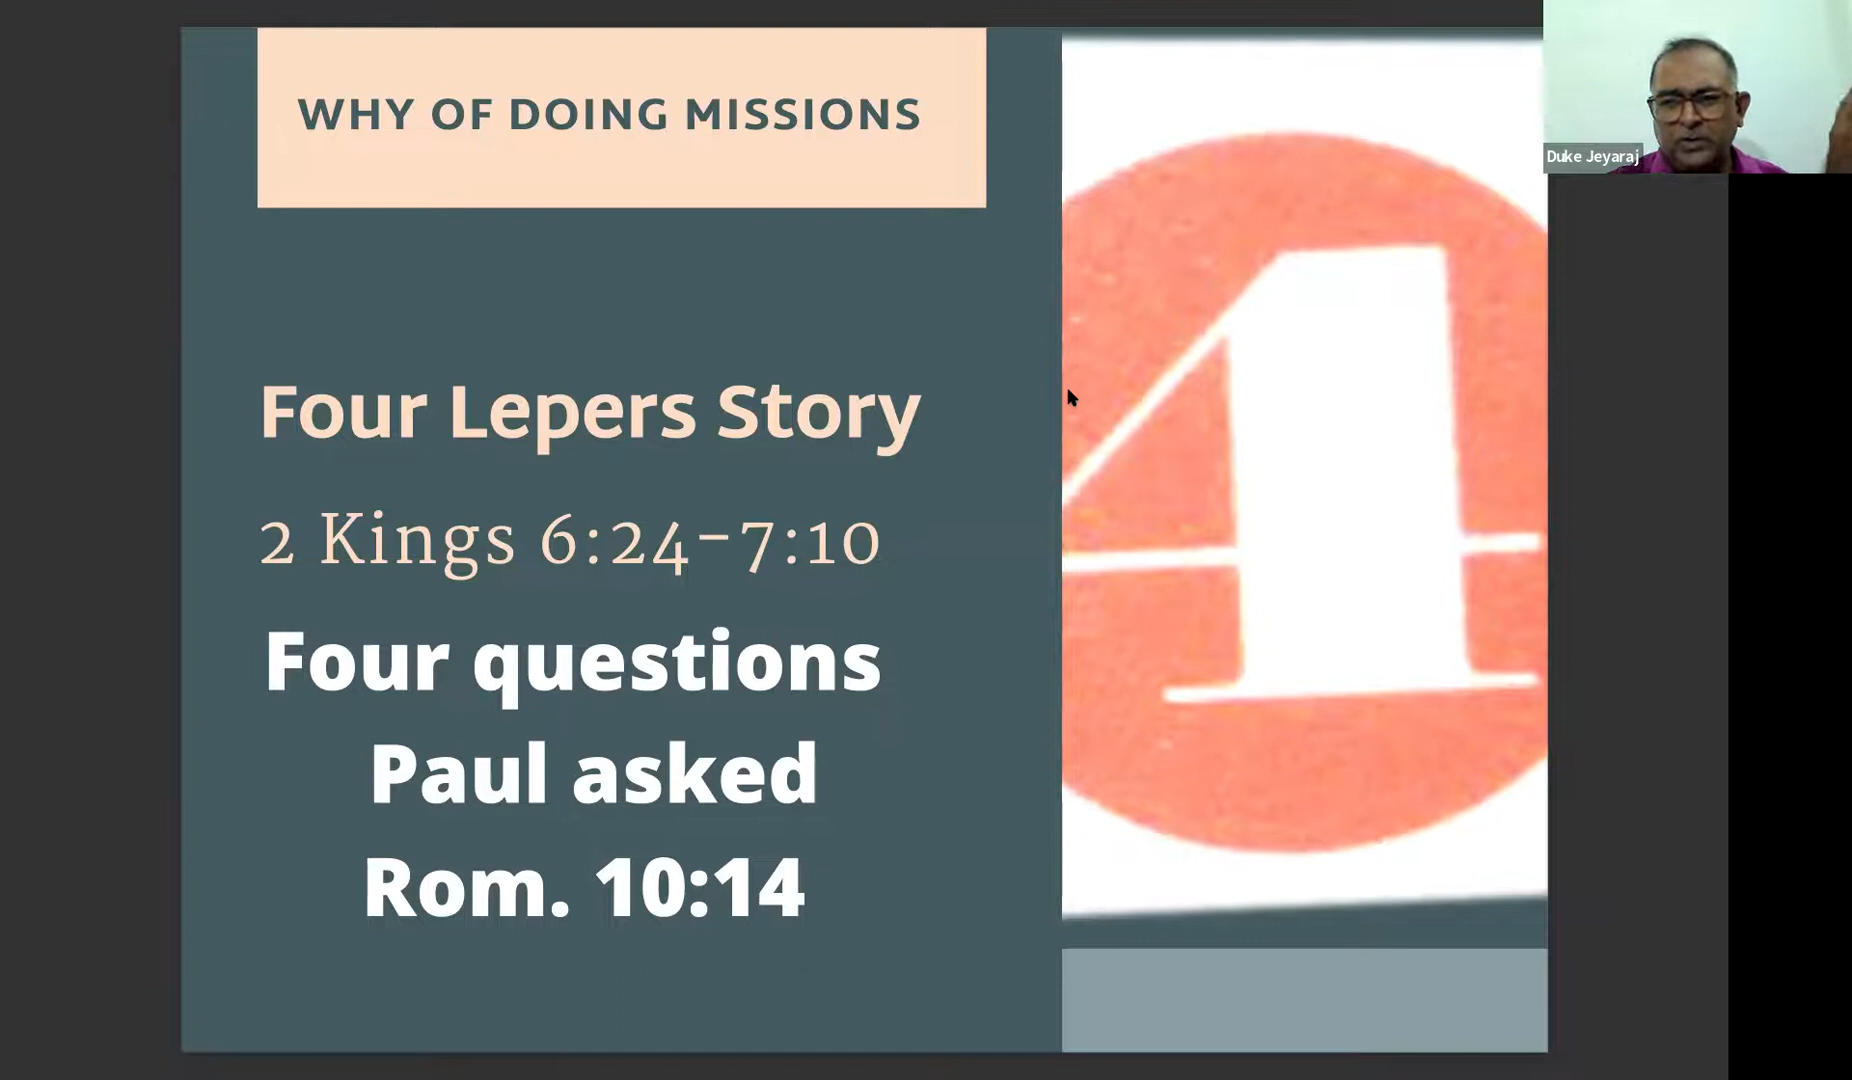 WHY OF DOING MISSIONS
Duke Jeyaraj
Four Lepers Story
2 Kings 6:24-7:10
Four questions
Paul asked
Rom. 10:14
4